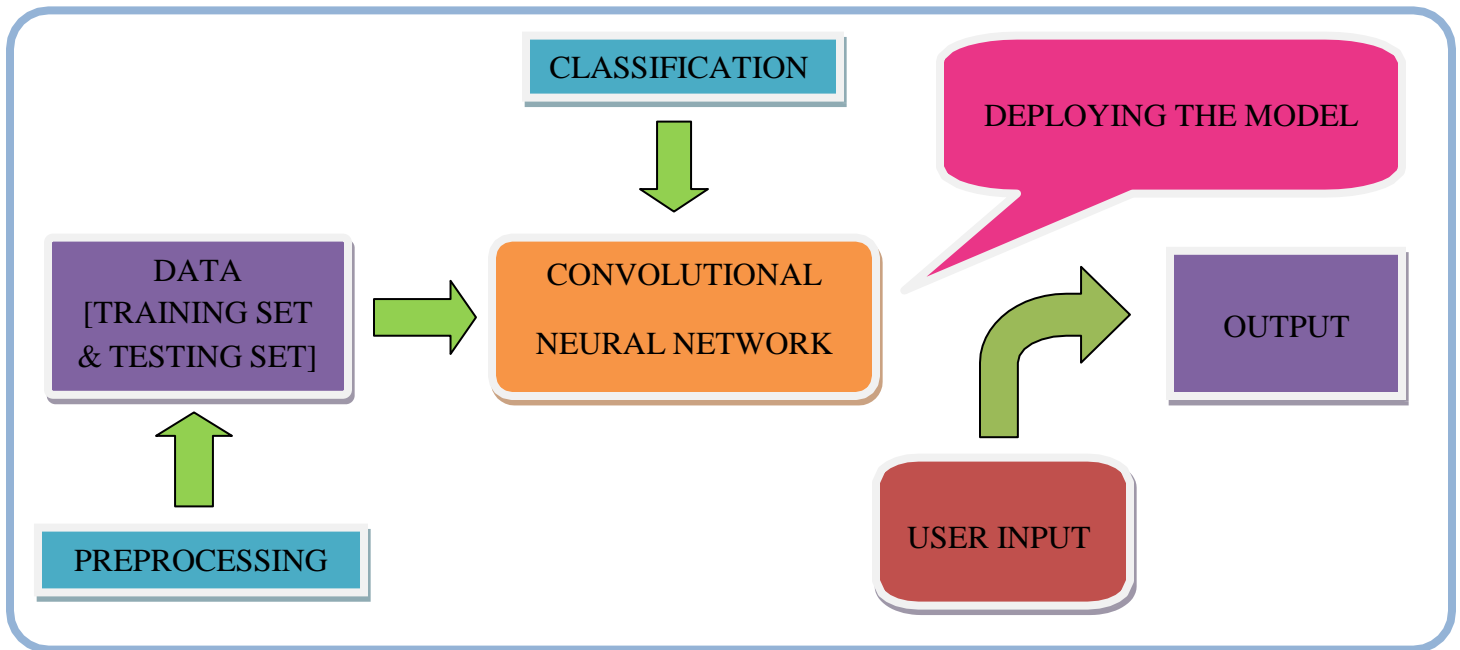 CLASSIFICATION
DEPLOYING THE MODEL
DATA
[TRAINING SET
& TESTING SET]
CONVOLUTIONAL
NEURAL NETWORK
OUTPUT
PREPROCESSING
USER INPUT